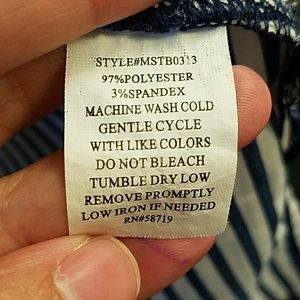 STYLE#MSTB0313
97%POLYESTER
3%SPANDEX
MACHINE WASH COLD
GENTLE CYCLE
WITH LIKE COLORS
DO NOT BLEACH
TUMBLE DRY LOW
REMOVE PROMPTLY
LOW IRON IF NEEDED
RN#58719